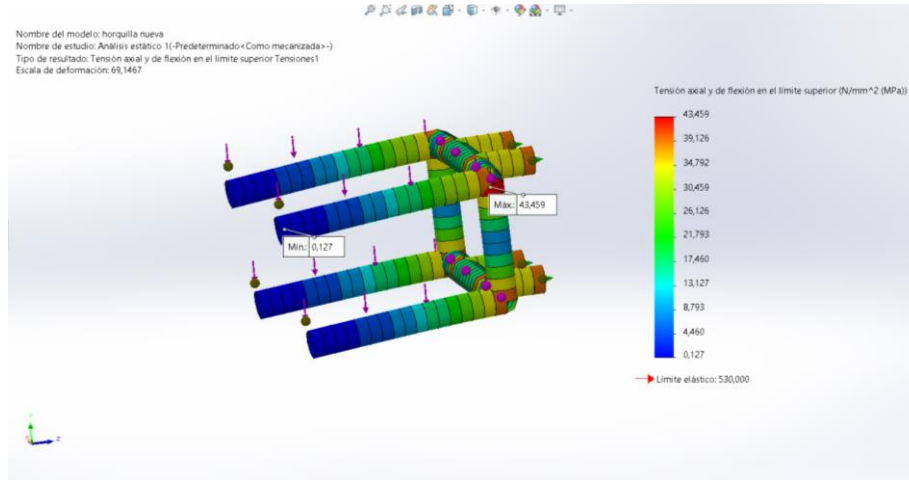 Nombre del modelo: horquilla nueva
Nombre de estudio: Análisis estático 1(-Predeterminado<Como mecanizada>-)
Tipo de resultado: Tensión axial y de flexión en el límite superior Tensiones1
Escala de deformación: 69,1467
Tensión axial y de flexión en el límite superior (N/mm^2 (MPa))
43,459
39,126
34,792
30,459
26,126
21,793
17,460
13,127
8,793
4,460
0,127
Límite elástico: 530,000
Máx.: 43,459
Mín.: 0,127
Y
Z